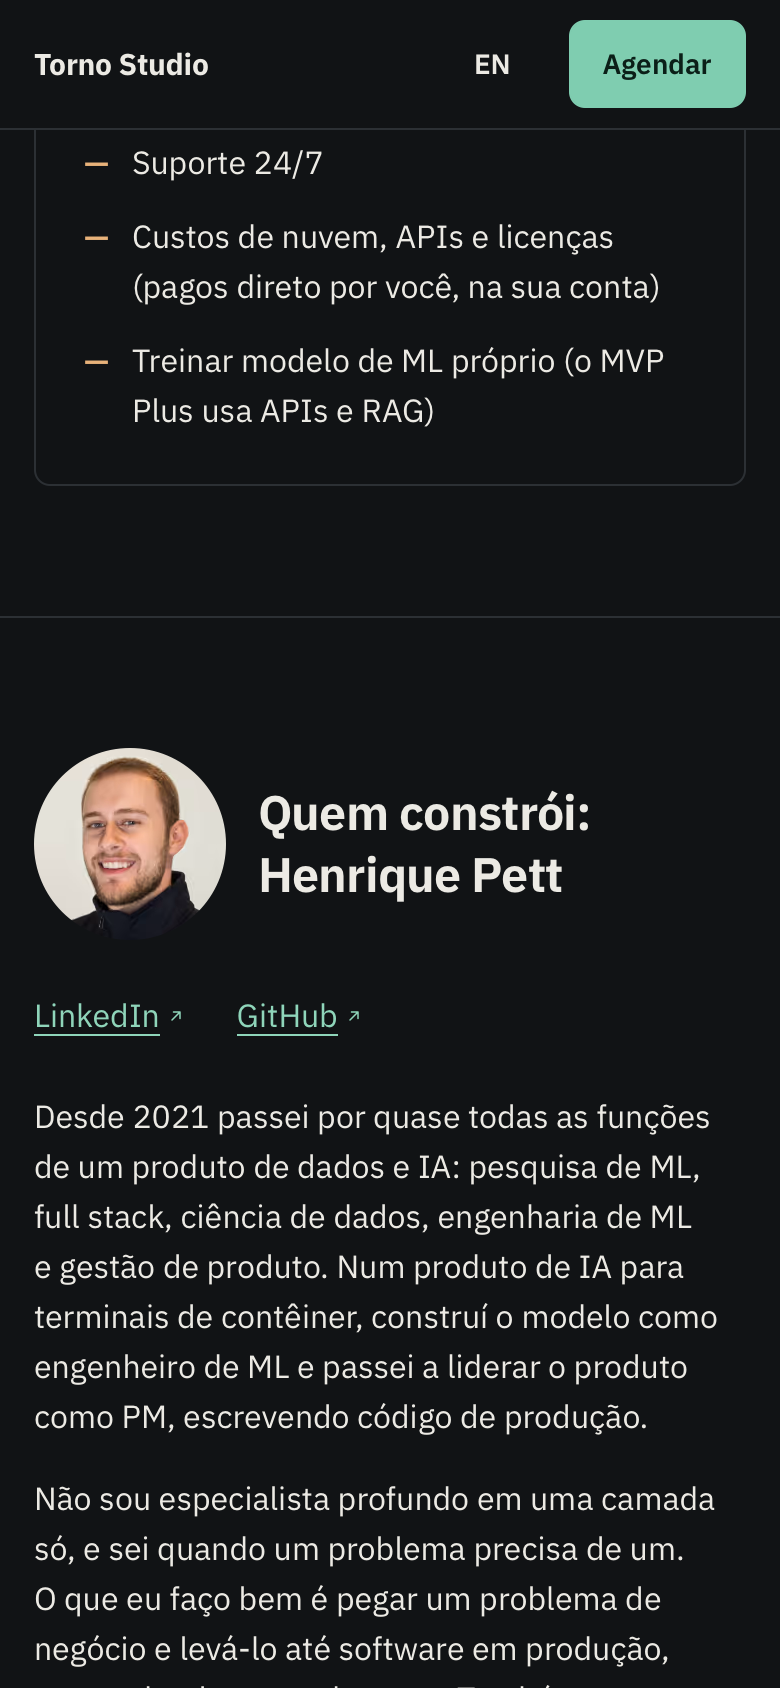 Torno Studio
EN
Agendar
— Suporte 24/7
— Custos de nuvem, APIs e licenças
(pagos direto por você, na sua conta)
— Treinar modelo de ML próprio (o MVP
Plus usa APIs e RAG)
Quem constrói:
Henrique Pett
LinkedIn ↗
GitHub ↗
Desde 2021 passei por quase todas as funções
de um produto de dados e IA: pesquisa de ML,
full stack, ciência de dados, engenharia de ML
e gestão de produto. Num produto de IA para
terminais de contêiner, construí o modelo como
engenheiro de ML e passei a liderar o produto
como PM, escrevendo código de produção.
Não sou especialista profundo em uma camada
só, e sei quando um problema precisa de um.
O que eu faço bem é pegar um problema de
negócio e levá-lo até software em produção,